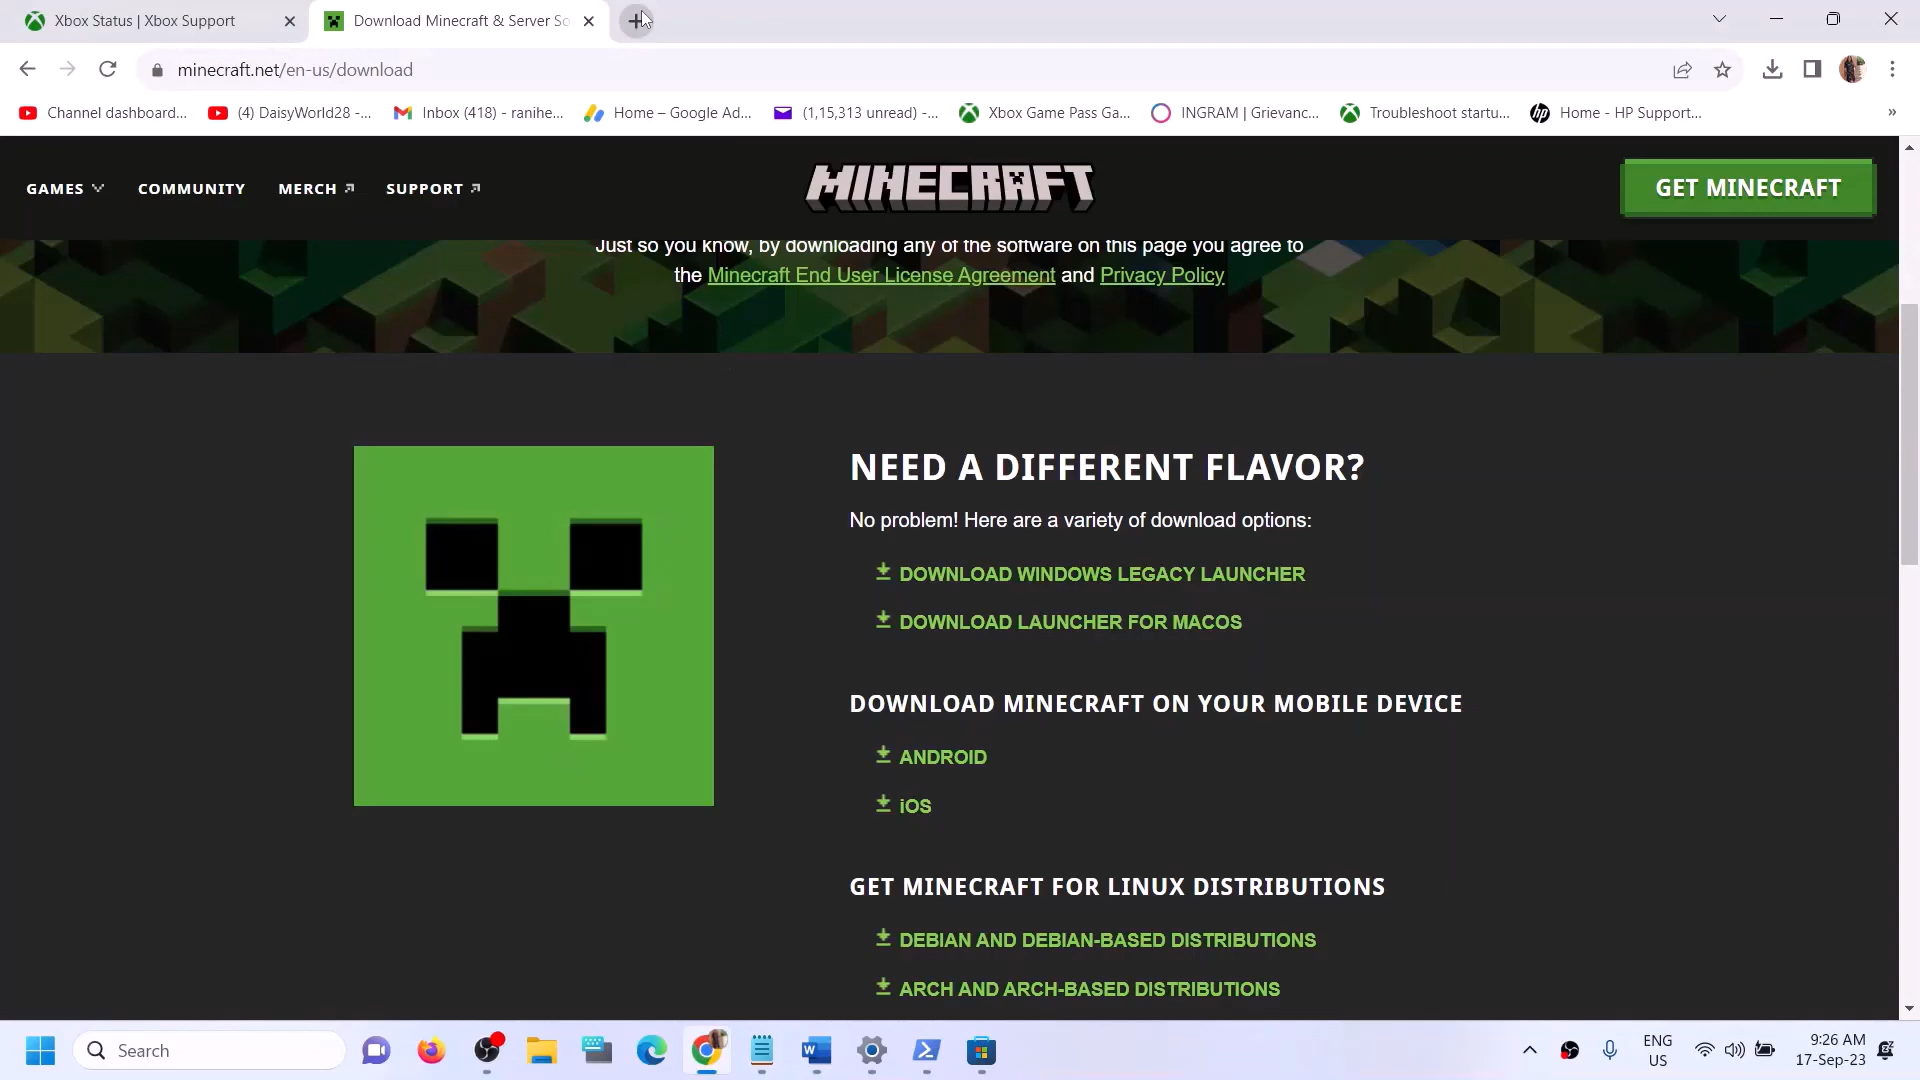 Xbox Status | Xbox Support
Download Minecraft & Server So
minecraft.net/en-us/download
Channel dashboard...
(4) DaisyWorld28 -...
Inbox (418) - ranihe...
Home – Google Ad...
(1,15,313 unread) -...
Xbox Game Pass Ga...
INGRAM | Grievanc...
Troubleshoot startu...
Home - HP Support...
»
GAMES
COMMUNITY
MERCH
SUPPORT
MINECRAFT
GET MINECRAFT
Just so you know, by downloading any of the software on this page you agree to
the Minecraft End User License Agreement and Privacy Policy
NEED A DIFFERENT FLAVOR?
No problem! Here are a variety of download options:
DOWNLOAD WINDOWS LEGACY LAUNCHER
DOWNLOAD LAUNCHER FOR MACOS
DOWNLOAD MINECRAFT ON YOUR MOBILE DEVICE
ANDROID
iOS
GET MINECRAFT FOR LINUX DISTRIBUTIONS
DEBIAN AND DEBIAN-BASED DISTRIBUTIONS
ARCH AND ARCH-BASED DISTRIBUTIONS
Search
ENG
US
9:26 AM
17-Sep-23